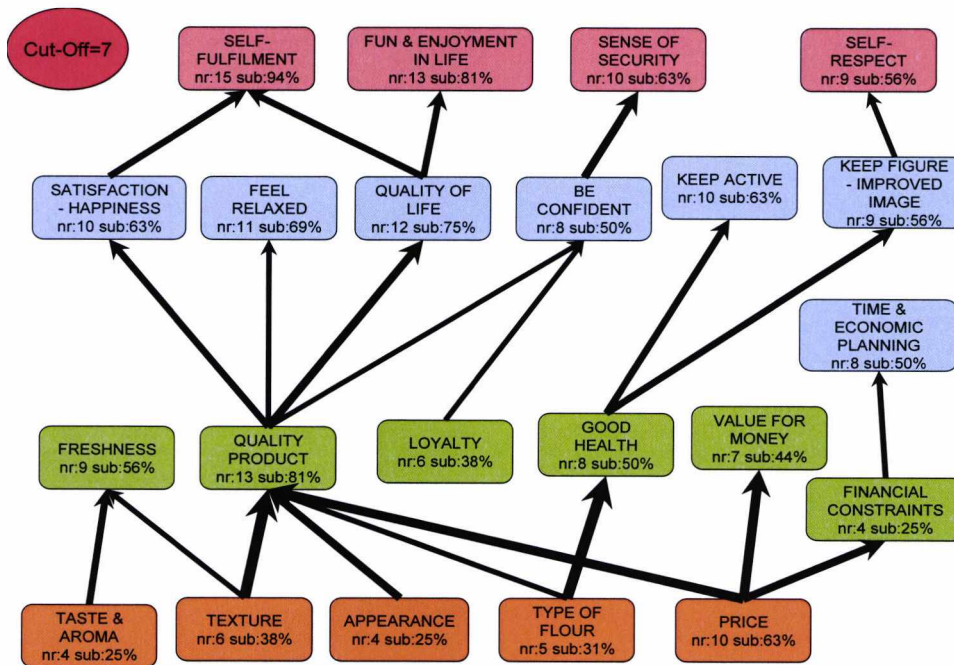 Cut-Off=7
SELF-
FULFILMENT
nr:15 sub:94%
FUN & ENJOYMENT
IN LIFE
nr:13 sub:81%
SENSE OF
SECURITY
nr:10 sub:63%
SELF-
RESPECT
nr:9 sub:56%
SATISFACTION
- HAPPINESS
nr:10 sub:63%
FEEL
RELAXED
nr:11 sub:69%
QUALITY OF
LIFE
nr:12 sub:75%
BE
CONFIDENT
nr:8 sub:50%
KEEP ACTIVE
nr:10 sub:63%
KEEP FIGURE
- IMPROVED
IMAGE
nr:9 sub:56%
TIME &
ECONOMIC
PLANNING
nr:8 sub:50%
FRESHNESS
nr:9 sub:56%
QUALITY
PRODUCT
nr:13 sub:81%
LOYALTY
nr:6 sub:38%
GOOD
HEALTH
nr:8 sub:50%
VALUE FOR
MONEY
nr:7 sub:44%
FINANCIAL
CONSTRAINTS
nr:4 sub:25%
TASTE &
AROMA
nr:4 sub:25%
TEXTURE
nr:6 sub:38%
APPEARANCE
nr:4 sub:25%
TYPE OF
FLOUR
nr:5 sub:31%
PRICE
nr:10 sub:63%